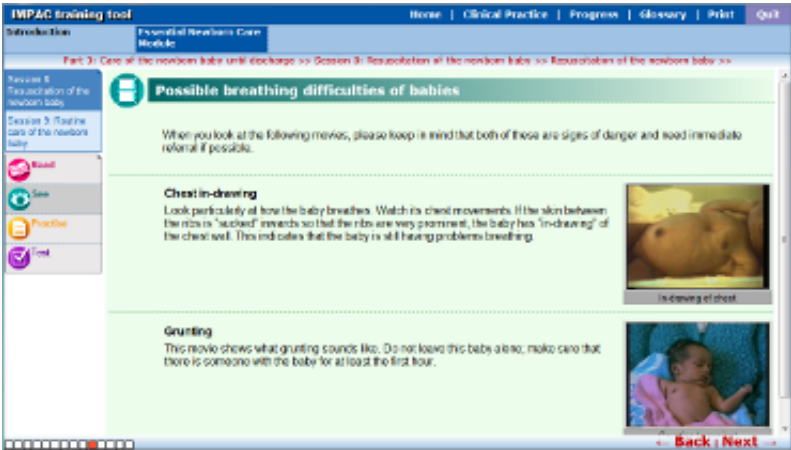 IMPAC training tool
Home | Clinical Practice | Progress | Glossary | Print
Quit
Introduction
Essential Newborn Care
Module
Part 3: Care of the newborn baby until discharge >> Session 8: Resuscitation of the newborn baby >> Resuscitation of the newborn baby >>
Session 8
Resuscitation of the
newborn baby
Session 9: Routine
care of the newborn
baby
Read
See
Practise
Test
Possible breathing difficulties of babies
When you look at the following movies, please keep in mind that both of these are signs of danger and need immediate
referral if possible.
Chest in-drawing
Look particularly at how the baby breathes. Watch its chest movements. If the skin between
the ribs is "sucked" inwards so that the ribs are very prominent, the baby has "in-drawing" of
the chest wall. This indicates that the baby is still having problems breathing.
In-drawing of chest
Grunting
This movie shows what grunting sounds like. Do not leave this baby alone; make sure that
there is someone with the baby for at least the first hour.
← Back | Next →